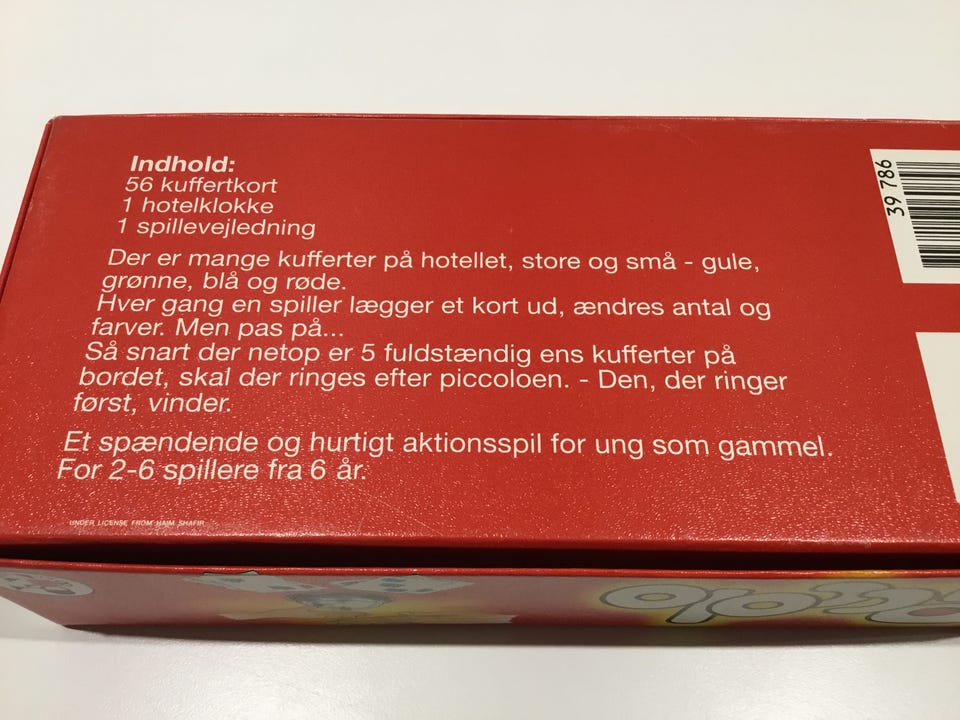 Indhold:
56 kuffertkort
1 hotelklokke
1 spillevejledning
Der er mange kufferter på hotellet, store og små - gule,
grønne, blå og røde.
Hver gang en spiller lægger et kort ud, ændres antal og
farver. Men pas på...
Så snart der netop er 5 fuldstændig ens kufferter på
bordet, skal der ringes efter piccoloen. - Den, der ringer
først, vinder.
Et spændende og hurtigt aktionsspil for ung som gammel.
For 2-6 spillere fra 6 år.
UNDER LICENSE FROM HAIM SHAFIR
39 786